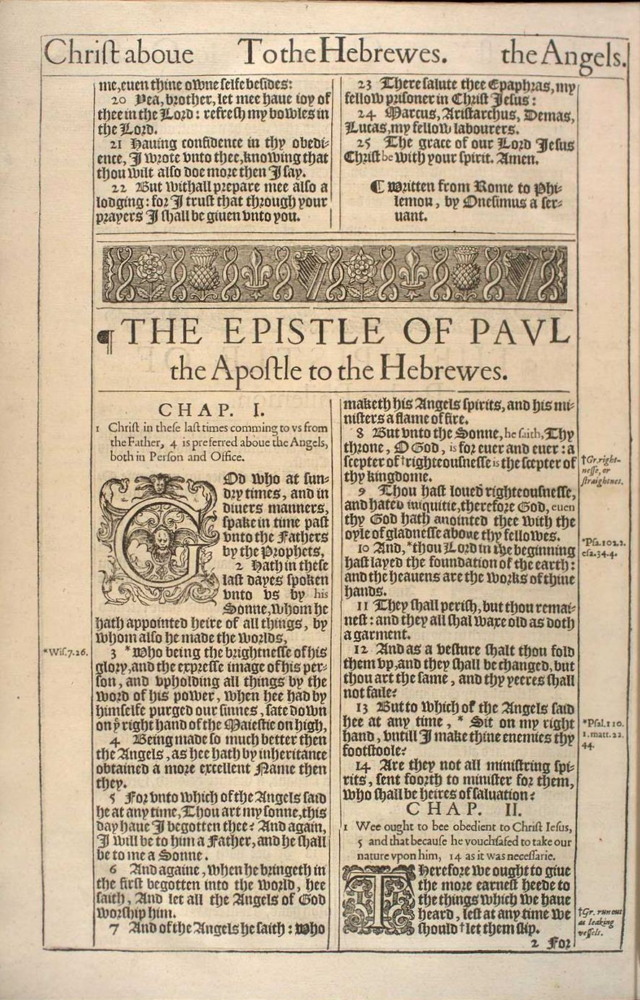 Chriſt aboue To the Hebrewes. the Angels.
me, euen thine owne ſelfe beſides:
20 Yea, brother, let mee haue ioy of
thee in the Lord: refreſh my bowles in
the Lord.
21 Hauing confidence in thy obedi-
ence, I wrote vnto thee, knowing that
thou wilt alſo doe more then I ſay.
22 But withall prepare mee alſo a
lodging: for I truſt that through your
prayers I ſhall be giuen vnto you.
23 There ſalute thee Epaphras, my
fellow priſoner in Chriſt Jeſus:
24 Marcus, Ariſtarchus, Demas,
Lucas, my fellow labourers.
25 The grace of our Lord Jeſus
Chriſt be with your ſpirit. Amen.
¶ Written from Rome to Phi-
lemon, by Oneſimus a ſer-
uant.
¶ THE EPISTLE OF PAVL
the Apoſtle to the Hebrewes.
CHAP. I.
1 Chriſt in theſe laſt times comming to vs from
the Father, 4 is preferred aboue the Angels,
both in Perſon and Office.
GOd who at ſun-
dry times, and in
diuers manners,
ſpake in time paſt
vnto the Fathers
by the Prophets,
2 Hath in theſe
laſt dayes ſpoken
vnto vs by his
Sonne, whom he
hath appointed heire of all things, by
whom alſo he made the worlds,
*Wiſ.7.26.
3 *Who being the brightneſſe of his
glory, and the expreſſe image of his per-
ſon, and vpholding all things by the
word of his power, when hee had by
himſelfe purged our ſinnes, ſate down
on yͤ right hand of the Maieſtie on high,
4 Being made ſo much better then
the Angels, as hee hath by inheritance
obtained a more excellent Name then
they.
5 For vnto which of the Angels ſaid
he at any time, Thou art my ſonne, this
day haue I begotten thee? And again,
I will be to him a Father, and he ſhall
be to me a Sonne.
6 And againe, when he bringeth in
the firſt begotten into the world, hee
ſaith, And let all the Angels of God
worſhip him.
7 And of the Angels he ſaith: Who
maketh his Angels ſpirits, and his mi-
niſters a flame of fire.
8 But vnto the Sonne, he ſaith, Thy
throne, O God, is for euer and euer: a
ſcepter of †righteouſneſſe is the ſcepter of
thy kingdome.
†Gr. right-
neſſe, or
ſtraightnes.
9 Thou haſt loued righteouſneſſe,
and hated iniquitie, therefore God, euen
thy God hath anointed thee with the
oyle of gladneſſe aboue thy fellowes.
10 And, *thou Lord in the beginning
haſt layed the foundation of the earth:
and the heauens are the works of thine
hands.
*Pſa.102.2.
eſa.34.4.
11 They ſhall periſh, but thou remai-
neſt: and they all ſhal waxe old as doth
a garment.
12 And as a veſture ſhalt thou fold
them vp, and they ſhall be changed, but
thou art the ſame, and thy yeeres ſhall
not faile?
13 But to which of the Angels ſaid
hee at any time, * Sit on my right
hand, vntill I make thine enemies thy
footſtoole?
*Pſal.110.
1.matt.22.
44.
14 Are they not all miniſtring ſpi-
rits, ſent foorth to miniſter for them,
who ſhall be heires of ſaluation?
CHAP. II.
1 Wee ought to bee obedient to Chriſt Ieſus,
5 and that becauſe he vouchſafed to take our
nature vpon him, 14 as it was neceſſarie.
THerefore we ought to giue
the more earneſt heede to
the things which we haue
heard, leſt at any time we
ſhould †let them ſlip.
†Gr. run out
as leaking
veſſels.
2 For